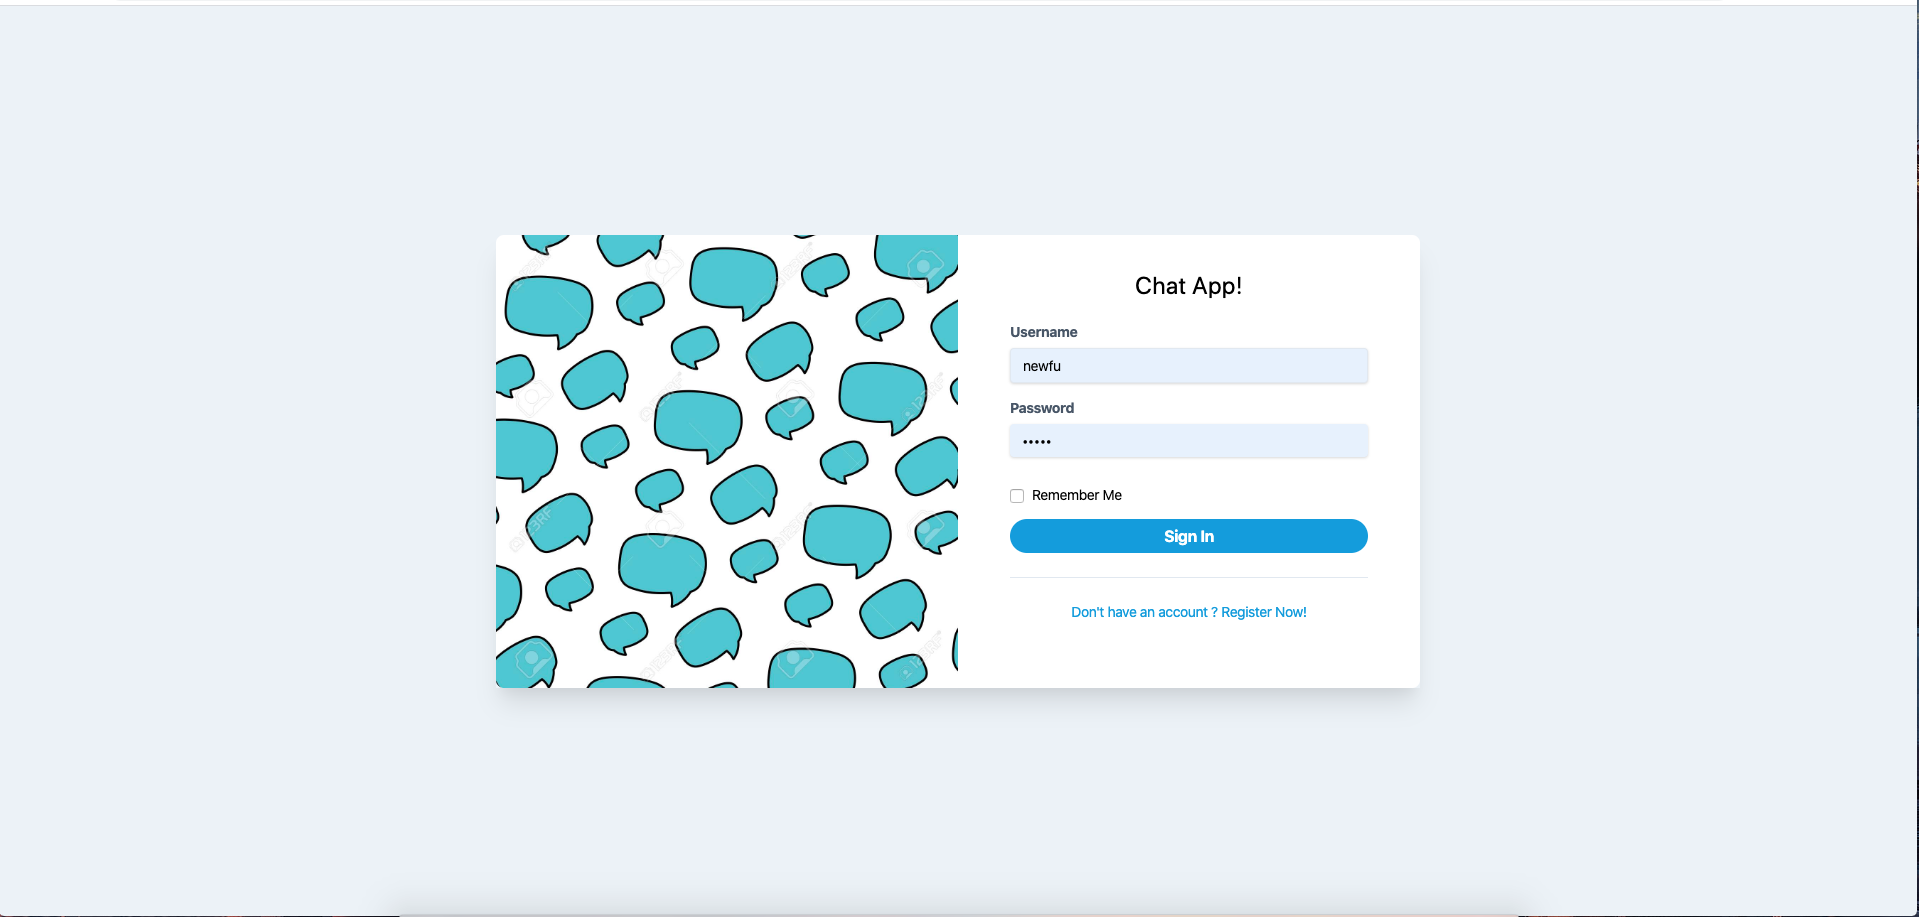 Chat App!
Username
newfu
Password
•••••
Remember Me
Sign In
Don't have an account ? Register Now!